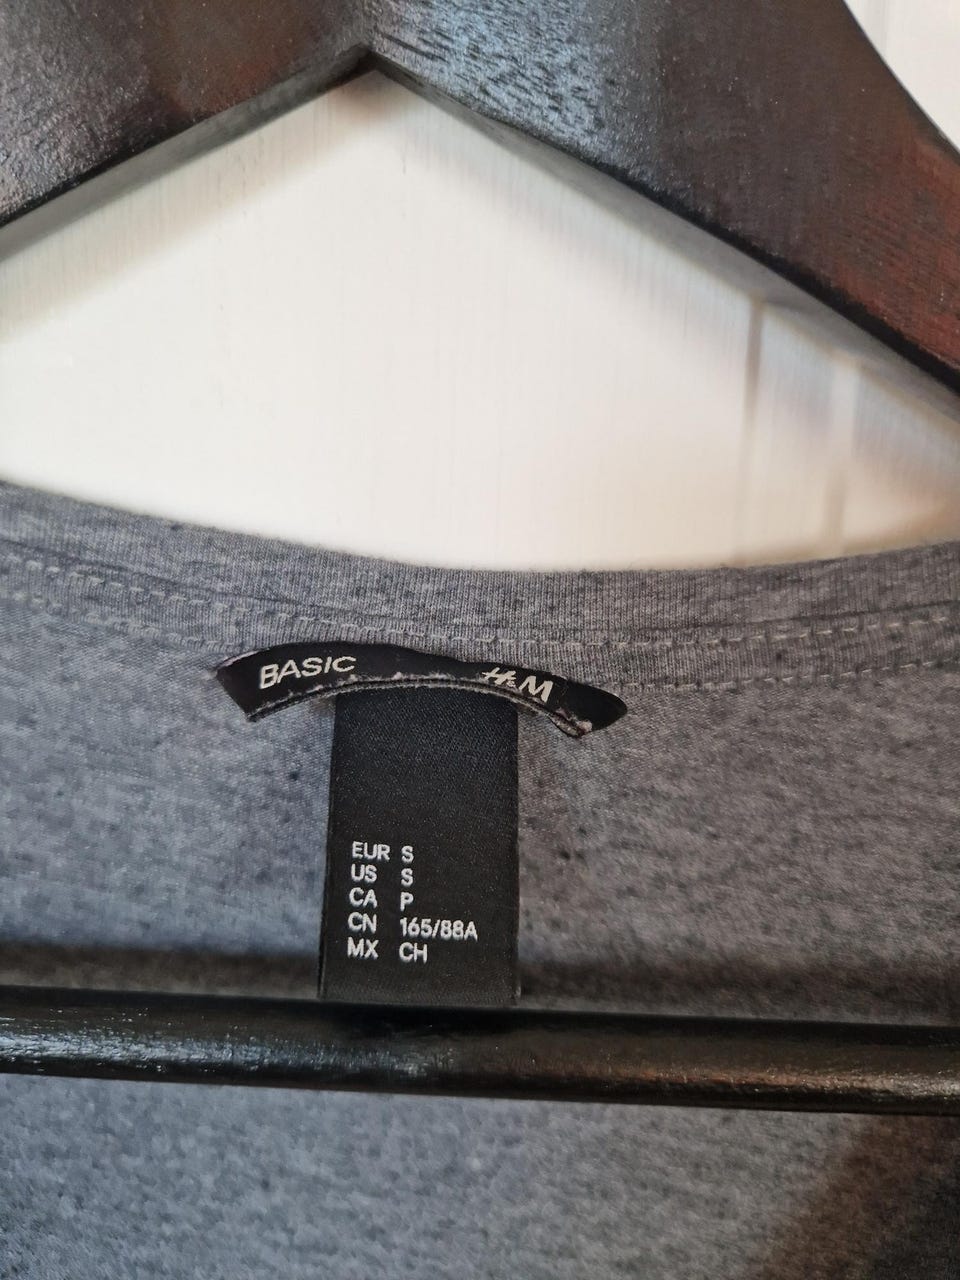 BASIC H&M
EUR S
US S
CA P
CN 165/88A
MX CH